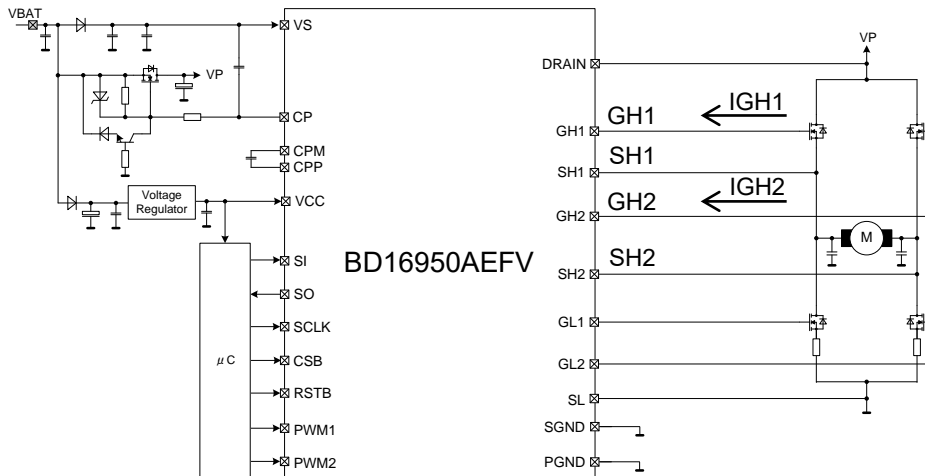 VBAT
VS
VP
CP
CPM
CPP
Voltage
Regulator
VCC
SI
SO
SCLK
CSB
RSTB
PWM1
PWM2
μC
BD16950AEFV
DRAIN
GH1
SH1
GH2
SH2
GL1
GL2
SL
SGND
PGND
GH1
IGH1
SH1
GH2
IGH2
SH2
VP
M